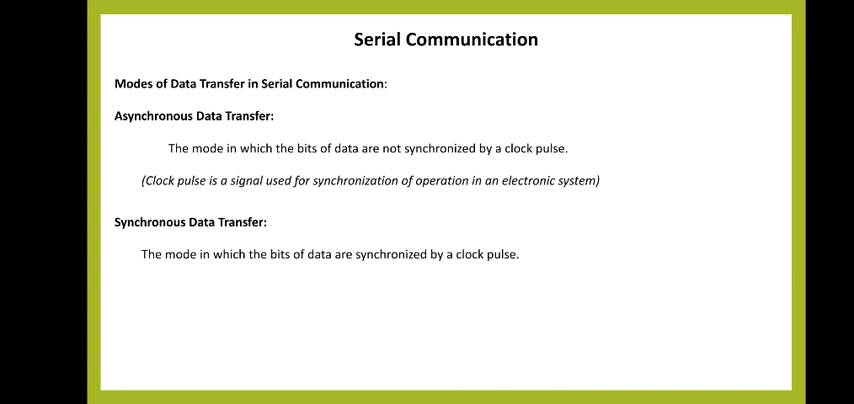 Serial Communication
Modes of Data Transfer in Serial Communication:
Asynchronous Data Transfer:
The mode in which the bits of data are not synchronized by a clock pulse.
(Clock pulse is a signal used for synchronization of operation in an electronic system)
Synchronous Data Transfer:
The mode in which the bits of data are synchronized by a clock pulse.